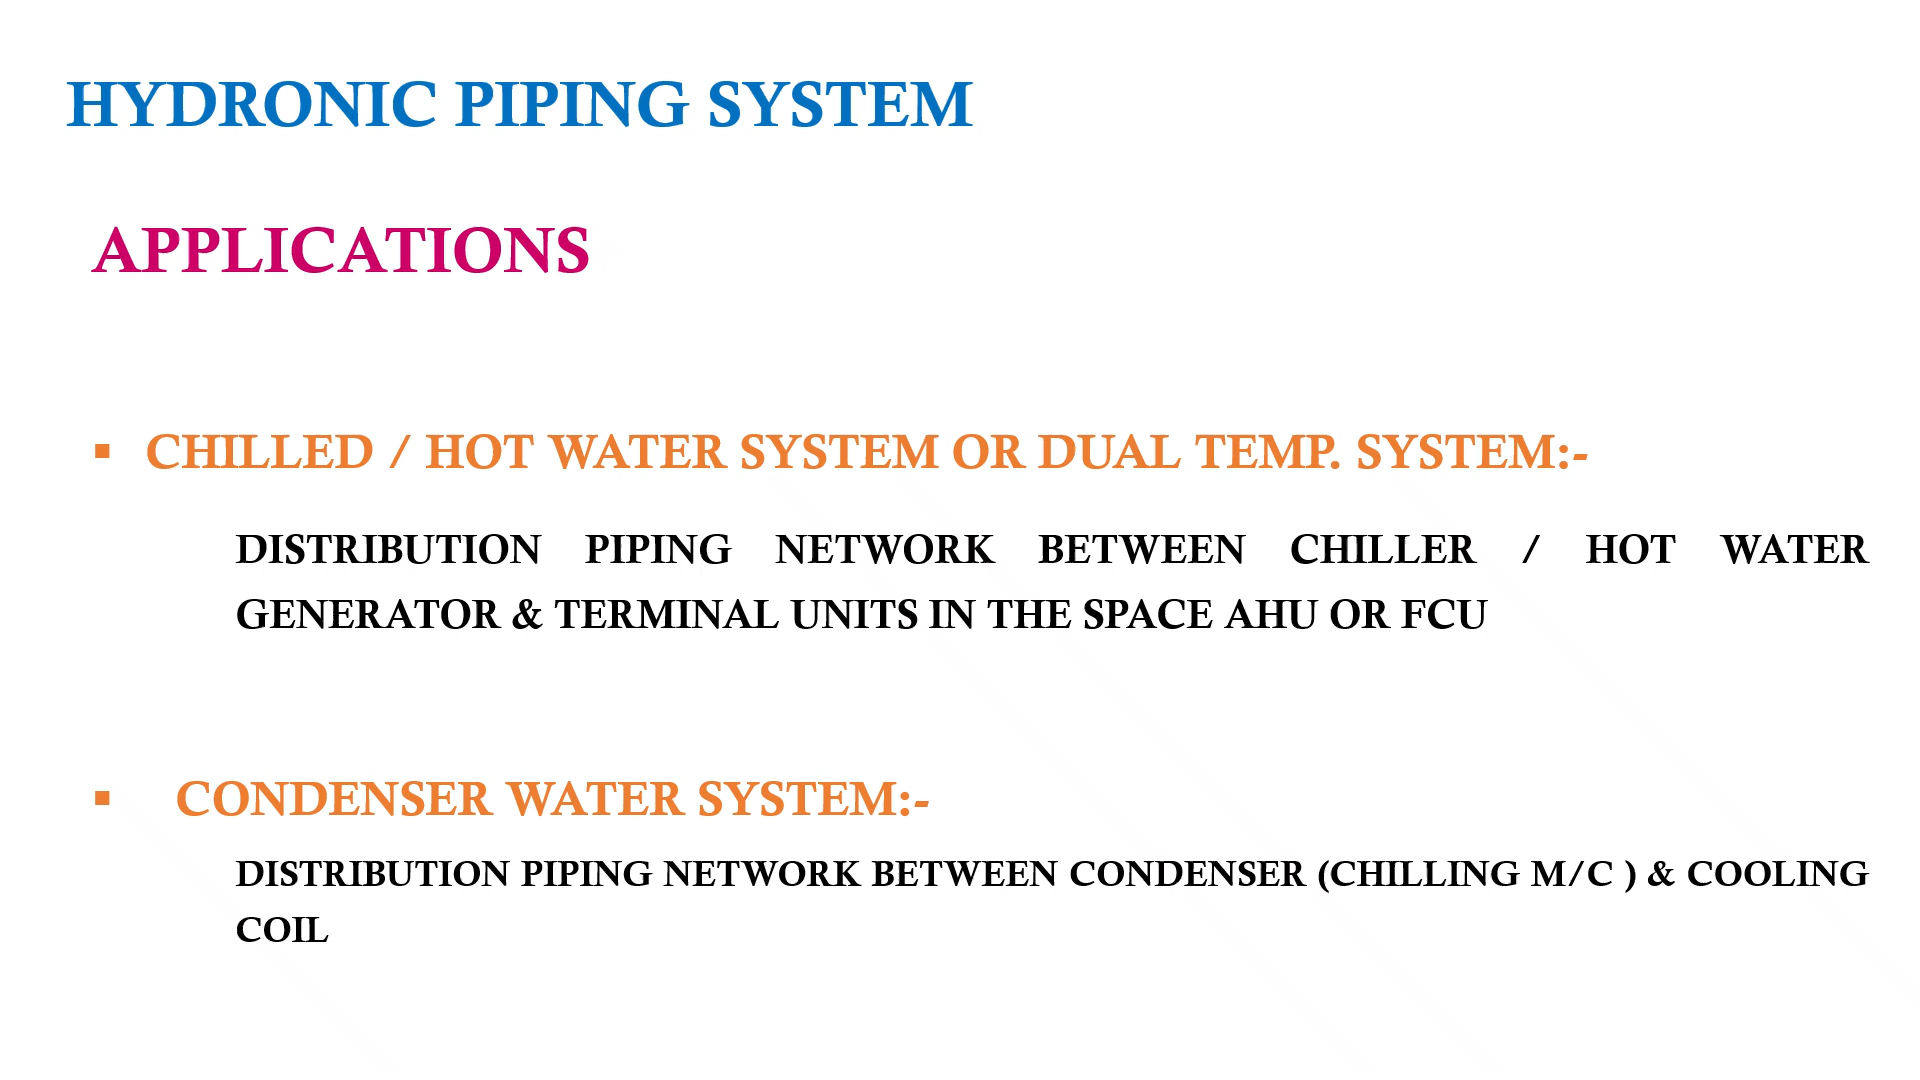 HYDRONIC PIPING SYSTEM
APPLICATIONS
▪ CHILLED / HOT WATER SYSTEM OR DUAL TEMP. SYSTEM:-
DISTRIBUTION PIPING NETWORK BETWEEN CHILLER / HOT WATER
GENERATOR & TERMINAL UNITS IN THE SPACE AHU OR FCU
▪ CONDENSER WATER SYSTEM:-
DISTRIBUTION PIPING NETWORK BETWEEN CONDENSER (CHILLING M/C ) & COOLING
COIL